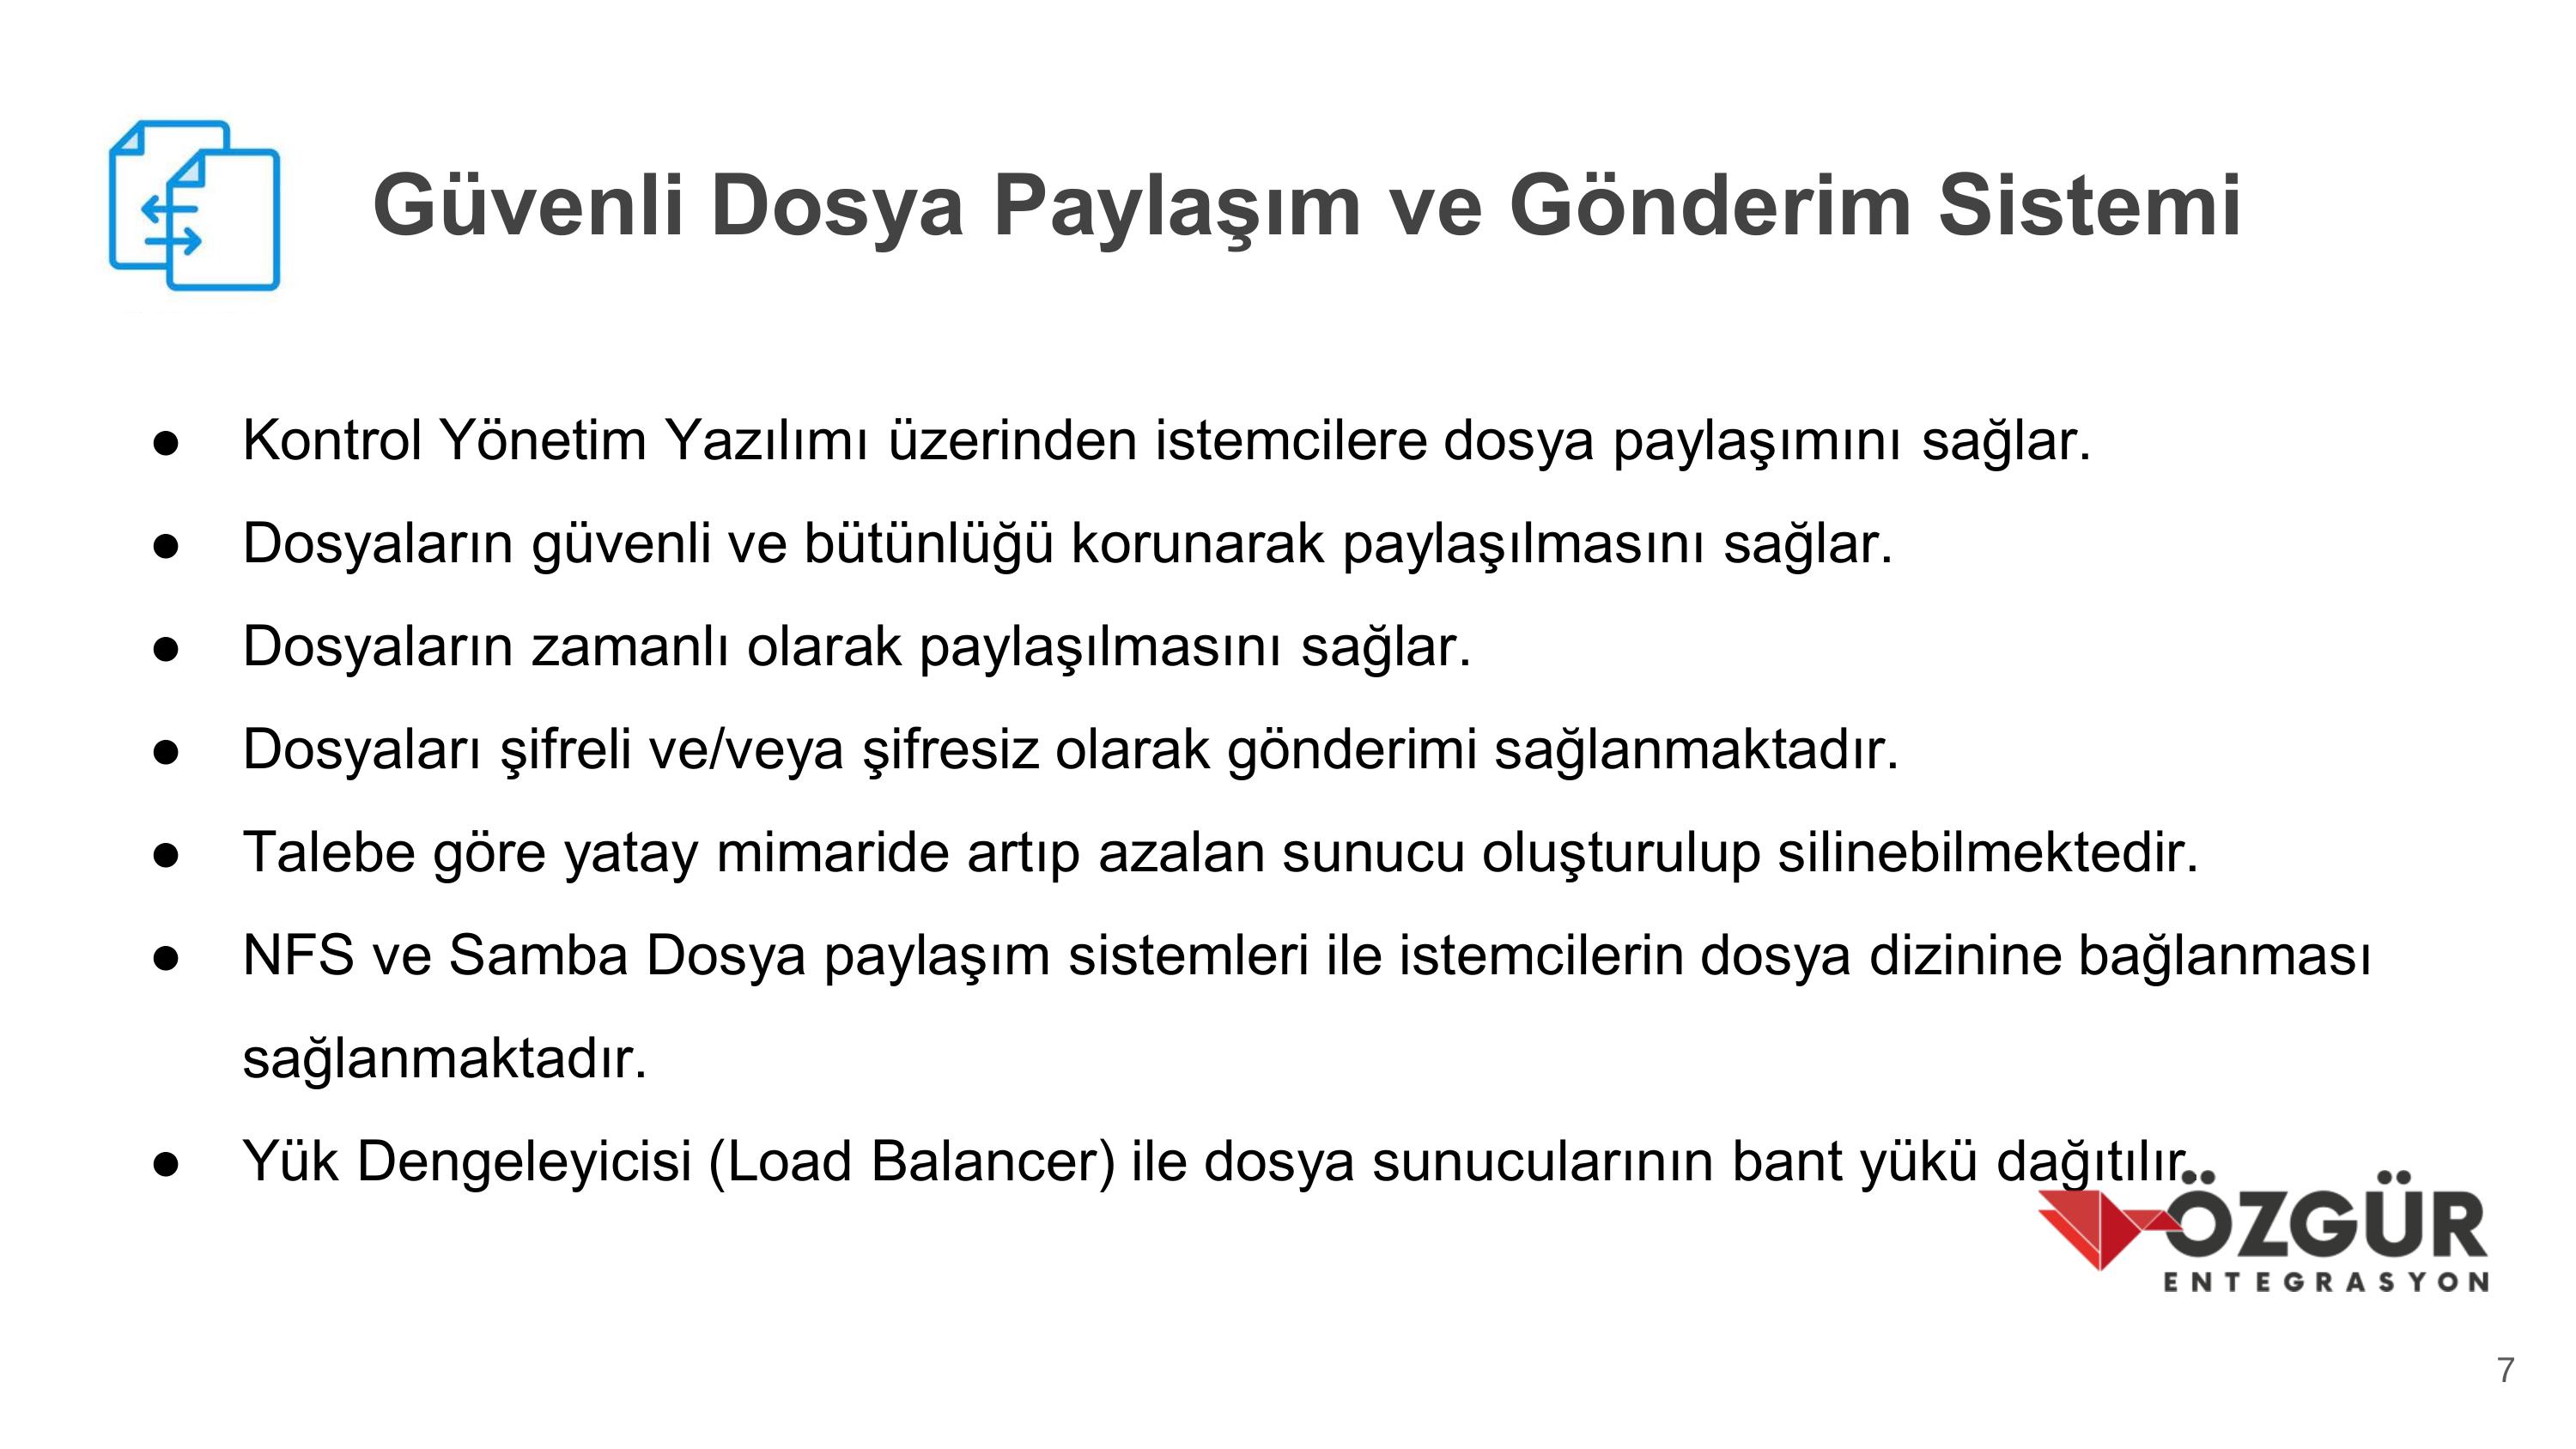 Güvenli Dosya Paylaşım ve Gönderim Sistemi
● Kontrol Yönetim Yazılımı üzerinden istemcilere dosya paylaşımını sağlar.
● Dosyaların güvenli ve bütünlüğü korunarak paylaşılmasını sağlar.
● Dosyaların zamanlı olarak paylaşılmasını sağlar.
● Dosyaları şifreli ve/veya şifresiz olarak gönderimi sağlanmaktadır.
● Talebe göre yatay mimaride artıp azalan sunucu oluşturulup silinebilmektedir.
● NFS ve Samba Dosya paylaşım sistemleri ile istemcilerin dosya dizinine bağlanması
sağlanmaktadır.
● Yük Dengeleyicisi (Load Balancer) ile dosya sunucularının bant yükü dağıtılır.
ÖZGÜR
ENTEGRASYON
7